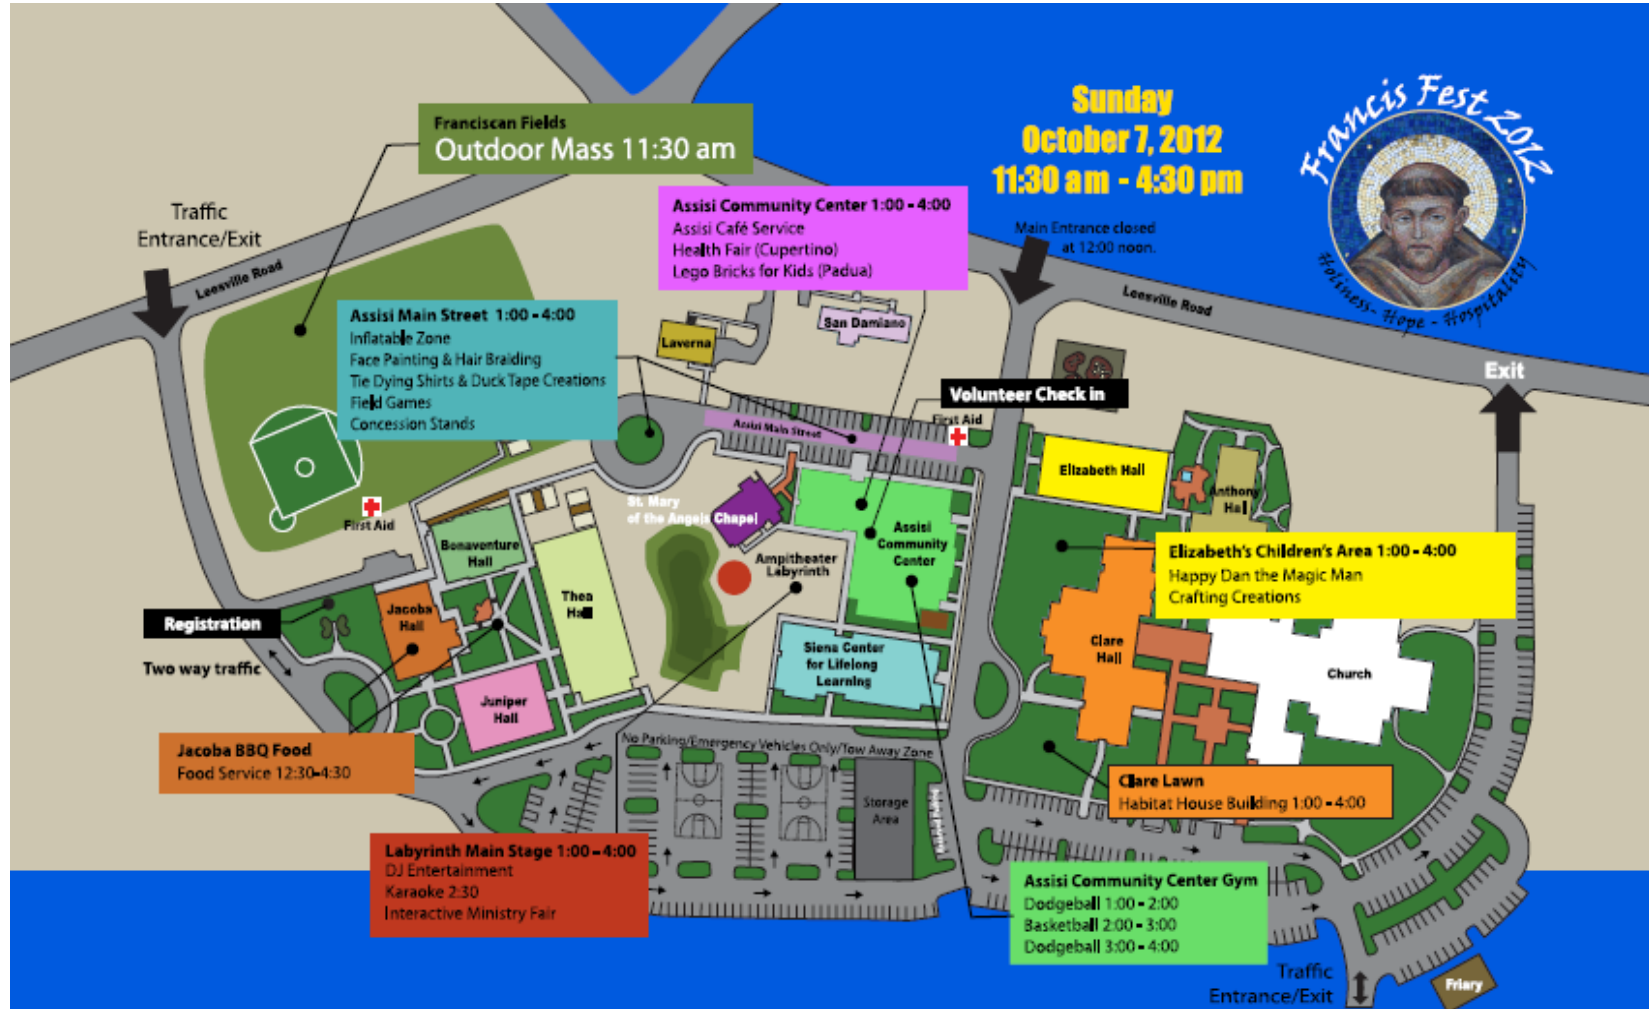 Francis Fest 2012
Holiness - Hope - Hospitality
Sunday
October 7, 2012
11:30 am - 4:30 pm
Franciscan Fields
Outdoor Mass 11:30 am
Traffic
Entrance/Exit
Leesville Road
Assisi Community Center 1:00 - 4:00
Assisi Café Service
Health Fair (Cupertino)
Lego Bricks for Kids (Padua)
Main Entrance closed
at 12:00 noon.
Leesville Road
Exit
Assisi Main Street 1:00 - 4:00
Inflatable Zone
Face Painting & Hair Braiding
Tie Dying Shirts & Duck Tape Creations
Field Games
Concession Stands
Laverna
San Damiano
Volunteer Check in
First Aid
Assisi Main Street
Elizabeth Hall
Anthony
Hall
First Aid
St. Mary
of the Angels Chapel
Bonaventure
Hall
Assisi
Community
Center
Ampitheater
Labyrinth
Elizabeth's Children's Area 1:00 - 4:00
Happy Dan the Magic Man
Crafting Creations
Thea
Hall
Jacoba
Hall
Registration
Two way traffic
Siena Center
for Lifelong
Learning
Clare
Hall
Church
Juniper
Hall
Jacoba BBQ Food
Food Service 12:30-4:30
No Parking/Emergency Vehicles Only/Tow Away Zone
Storage
Area
Clare Lawn
Habitat House Building 1:00 - 4:00
Labyrinth Main Stage 1:00 - 4:00
DJ Entertainment
Karaoke 2:30
Interactive Ministry Fair
Assisi Community Center Gym
Dodgeball 1:00 - 2:00
Basketball 2:00 - 3:00
Dodgeball 3:00 - 4:00
Traffic
Entrance/Exit
Friary